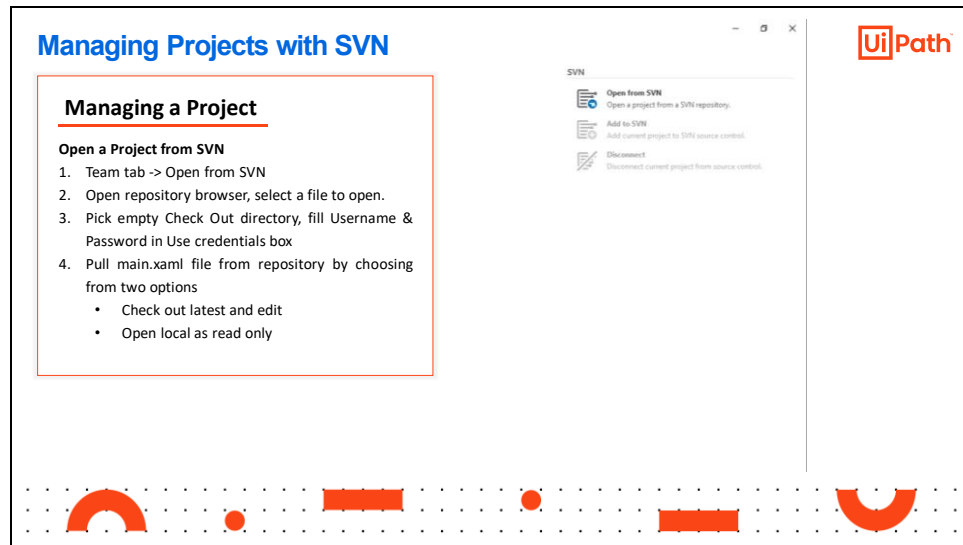 Managing Projects with SVN
UiPath
Managing a Project
Open a Project from SVN
1. Team tab -> Open from SVN
2. Open repository browser, select a file to open.
3. Pick empty Check Out directory, fill Username &
Password in Use credentials box
4. Pull main.xaml file from repository by choosing
from two options
• Check out latest and edit
• Open local as read only
SVN
Open from SVN
Open a project from a SVN repository.
Add to SVN
Add current project to SVN source control.
Disconnect
Disconnect current project from source control.